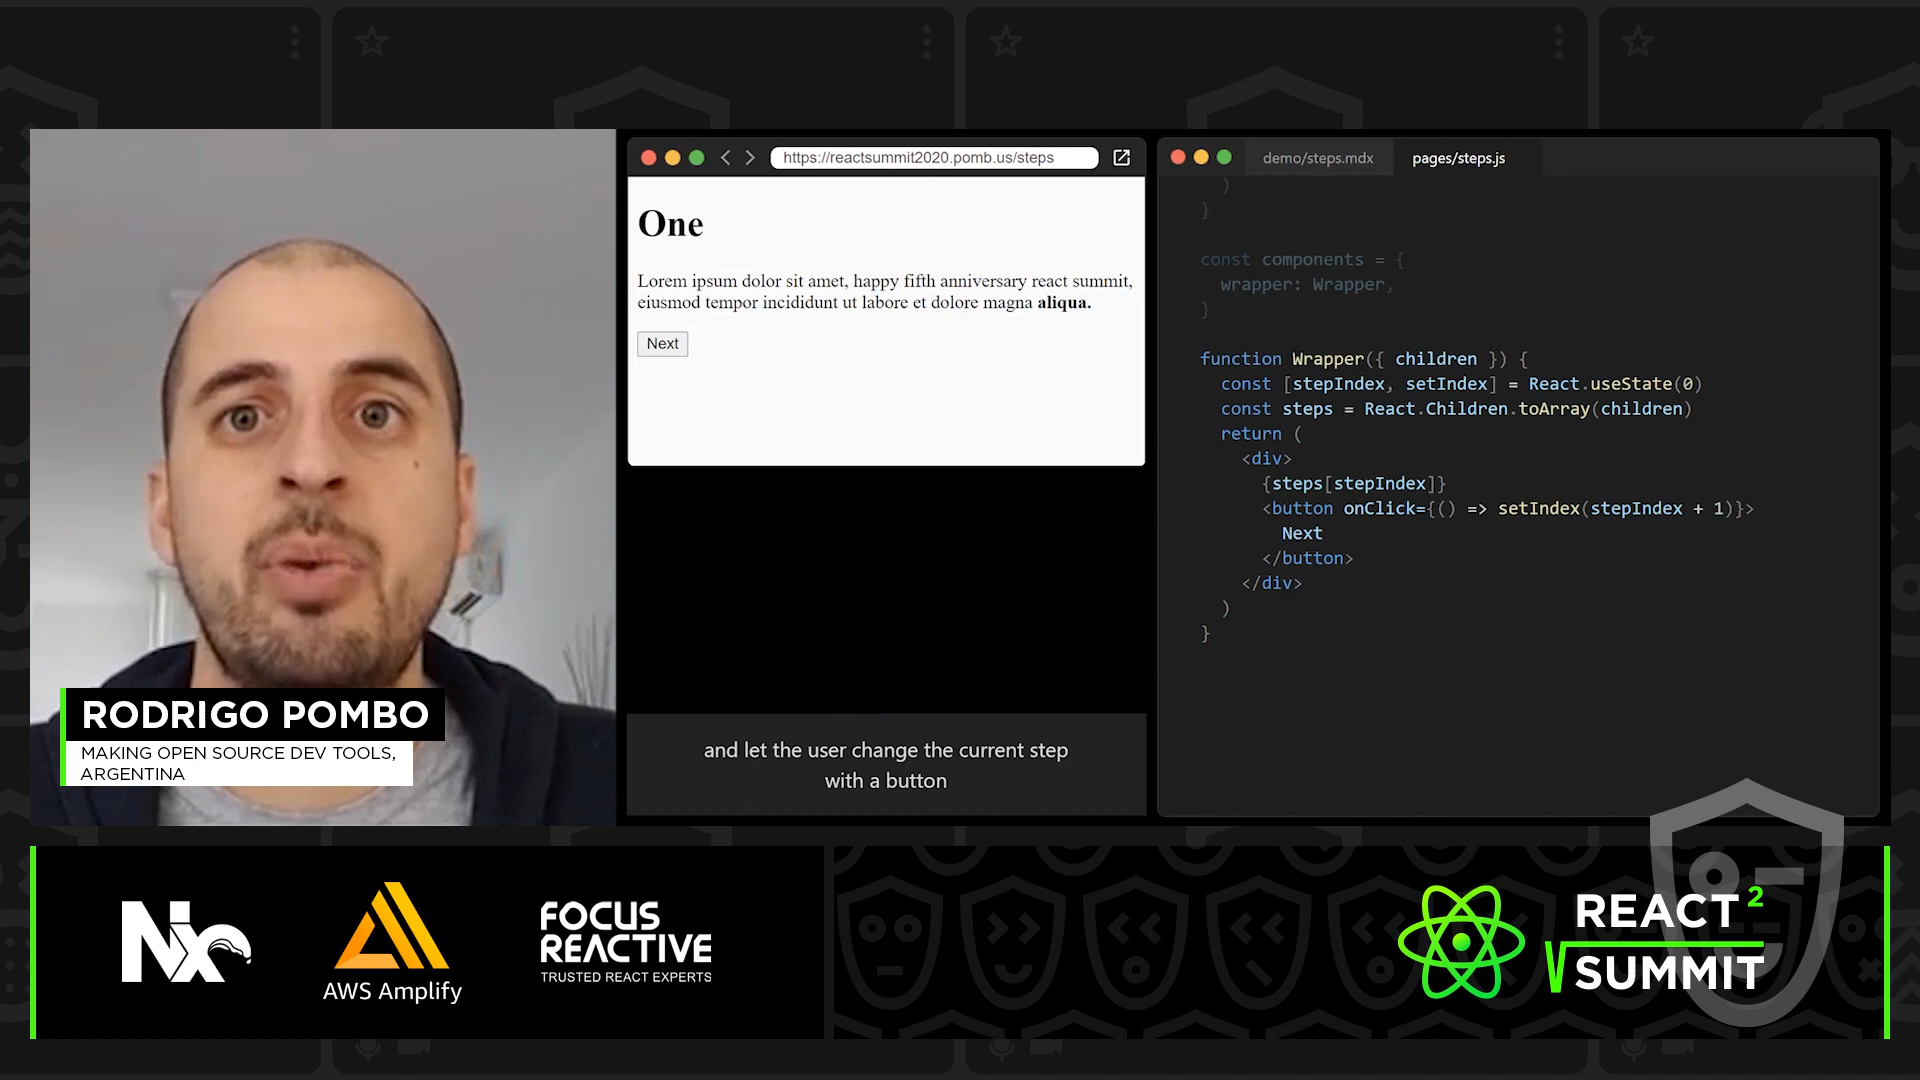 RODRIGO POMBO
MAKING OPEN SOURCE DEV TOOLS,
ARGENTINA
https://reactsummit2020.pomb.us/steps
One
Lorem ipsum dolor sit amet, happy fifth anniversary react summit,
eiusmod tempor incididunt ut labore et dolore magna aliqua.
Next
and let the user change the current step
with a button
demo/steps.mdx
pages/steps.js
)
}
const components = {
wrapper: Wrapper,
}
function Wrapper({ children }) {
const [stepIndex, setIndex] = React.useState(0)
const steps = React.Children.toArray(children)
return (
<div>
{steps[stepIndex]}
<button onClick={() => setIndex(stepIndex + 1)}>
Next
</button>
</div>
)
}
Nx
AWS Amplify
FOCUS
REACTIVE
TRUSTED REACT EXPERTS
REACT 2
SUMMIT